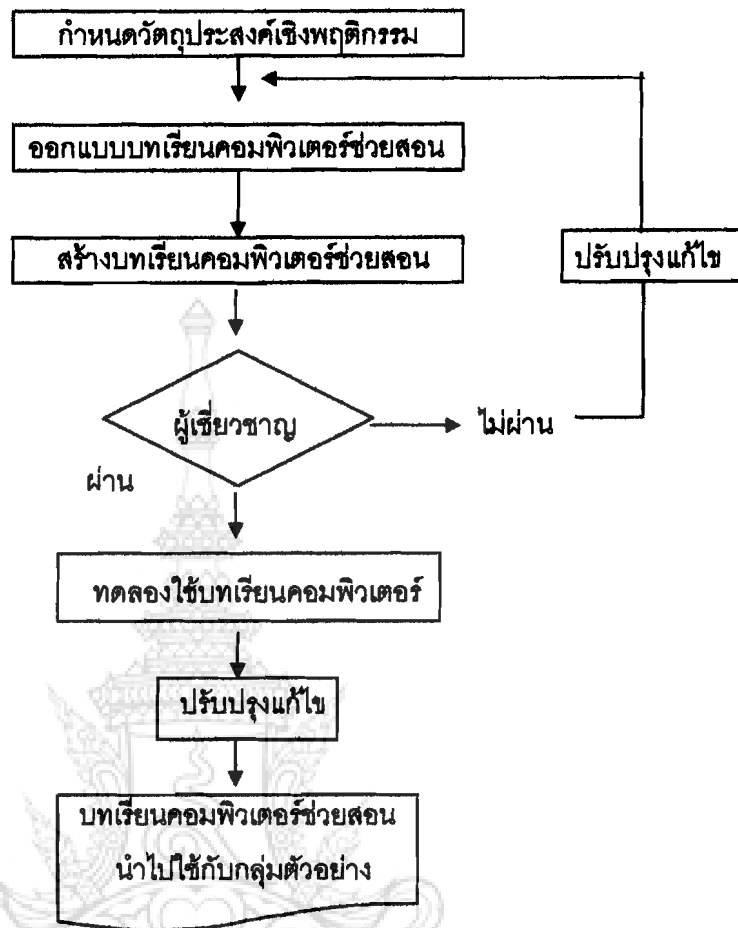 กำหนดวัตถุประสงค์เชิงพฤติกรรม
ออกแบบบทเรียนคอมพิวเตอร์ช่วยสอน
สร้างบทเรียนคอมพิวเตอร์ช่วยสอน
ปรับปรุงแก้ไข
ผู้เชี่ยวชาญ
ไม่ผ่าน
ผ่าน
ทดลองใช้บทเรียนคอมพิวเตอร์
ปรับปรุงแก้ไข
บทเรียนคอมพิวเตอร์ช่วยสอน
นำไปใช้กับกลุ่มตัวอย่าง